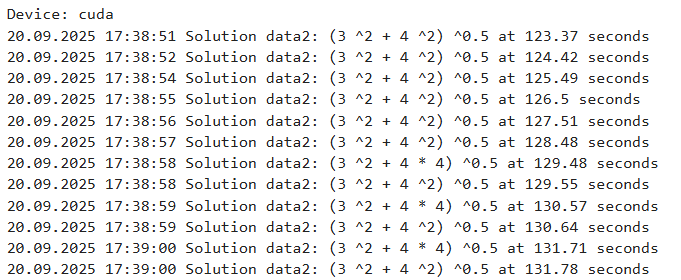 Device: cuda
20.09.2025 17:38:51 Solution data2: (3 ^2 + 4 ^2) ^0.5 at 123.37 seconds
20.09.2025 17:38:52 Solution data2: (3 ^2 + 4 ^2) ^0.5 at 124.42 seconds
20.09.2025 17:38:54 Solution data2: (3 ^2 + 4 ^2) ^0.5 at 125.49 seconds
20.09.2025 17:38:55 Solution data2: (3 ^2 + 4 ^2) ^0.5 at 126.5 seconds
20.09.2025 17:38:56 Solution data2: (3 ^2 + 4 ^2) ^0.5 at 127.51 seconds
20.09.2025 17:38:57 Solution data2: (3 ^2 + 4 ^2) ^0.5 at 128.48 seconds
20.09.2025 17:38:58 Solution data2: (3 ^2 + 4 * 4) ^0.5 at 129.48 seconds
20.09.2025 17:38:58 Solution data2: (3 ^2 + 4 ^2) ^0.5 at 129.55 seconds
20.09.2025 17:38:59 Solution data2: (3 ^2 + 4 * 4) ^0.5 at 130.57 seconds
20.09.2025 17:38:59 Solution data2: (3 ^2 + 4 ^2) ^0.5 at 130.64 seconds
20.09.2025 17:39:00 Solution data2: (3 ^2 + 4 * 4) ^0.5 at 131.71 seconds
20.09.2025 17:39:00 Solution data2: (3 ^2 + 4 ^2) ^0.5 at 131.78 seconds